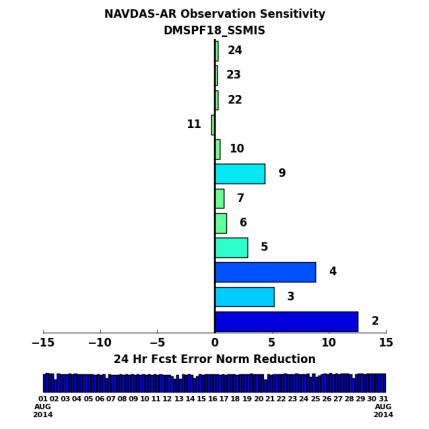 NAVDAS-AR Observation Sensitivity
DMSPF18_SSMIS
24
23
22
11
10
9
7
6
5
4
3
2
−15 −10 −5 0 5 10 15
24 Hr Fcst Error Norm Reduction
01 02 03 04 05 06 07 08 09 10 11 12 13 14 15 16 17 18 19 20 21 22 23 24 25 26 27 28 29 30 31
AUG AUG
2014 2014